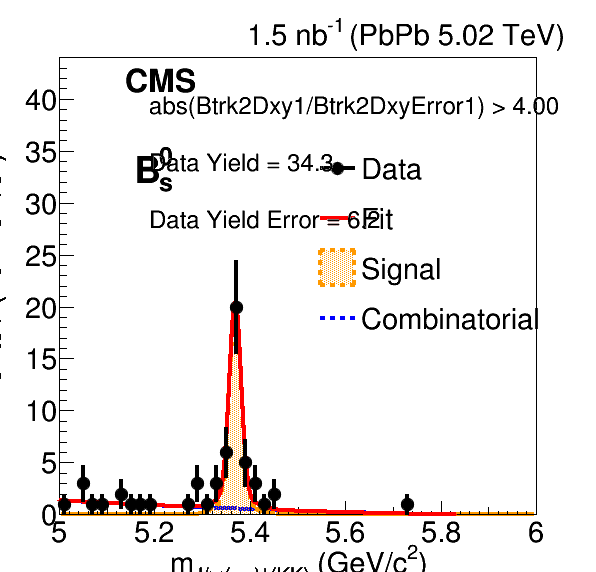 1.5 nb-1 (PbPb 5.02 TeV)
CMS
abs(Btrk2Dxy1/Btrk2DxyError1) > 4.00
B0s
Data Yield = 34.3
Data
Data Yield Error = 6.2
Fit
Signal
Combinatorial
40
35
30
25
20
15
10
5
0
5 5.2 5.4 5.6 5.8 6
m (GeV/c2)